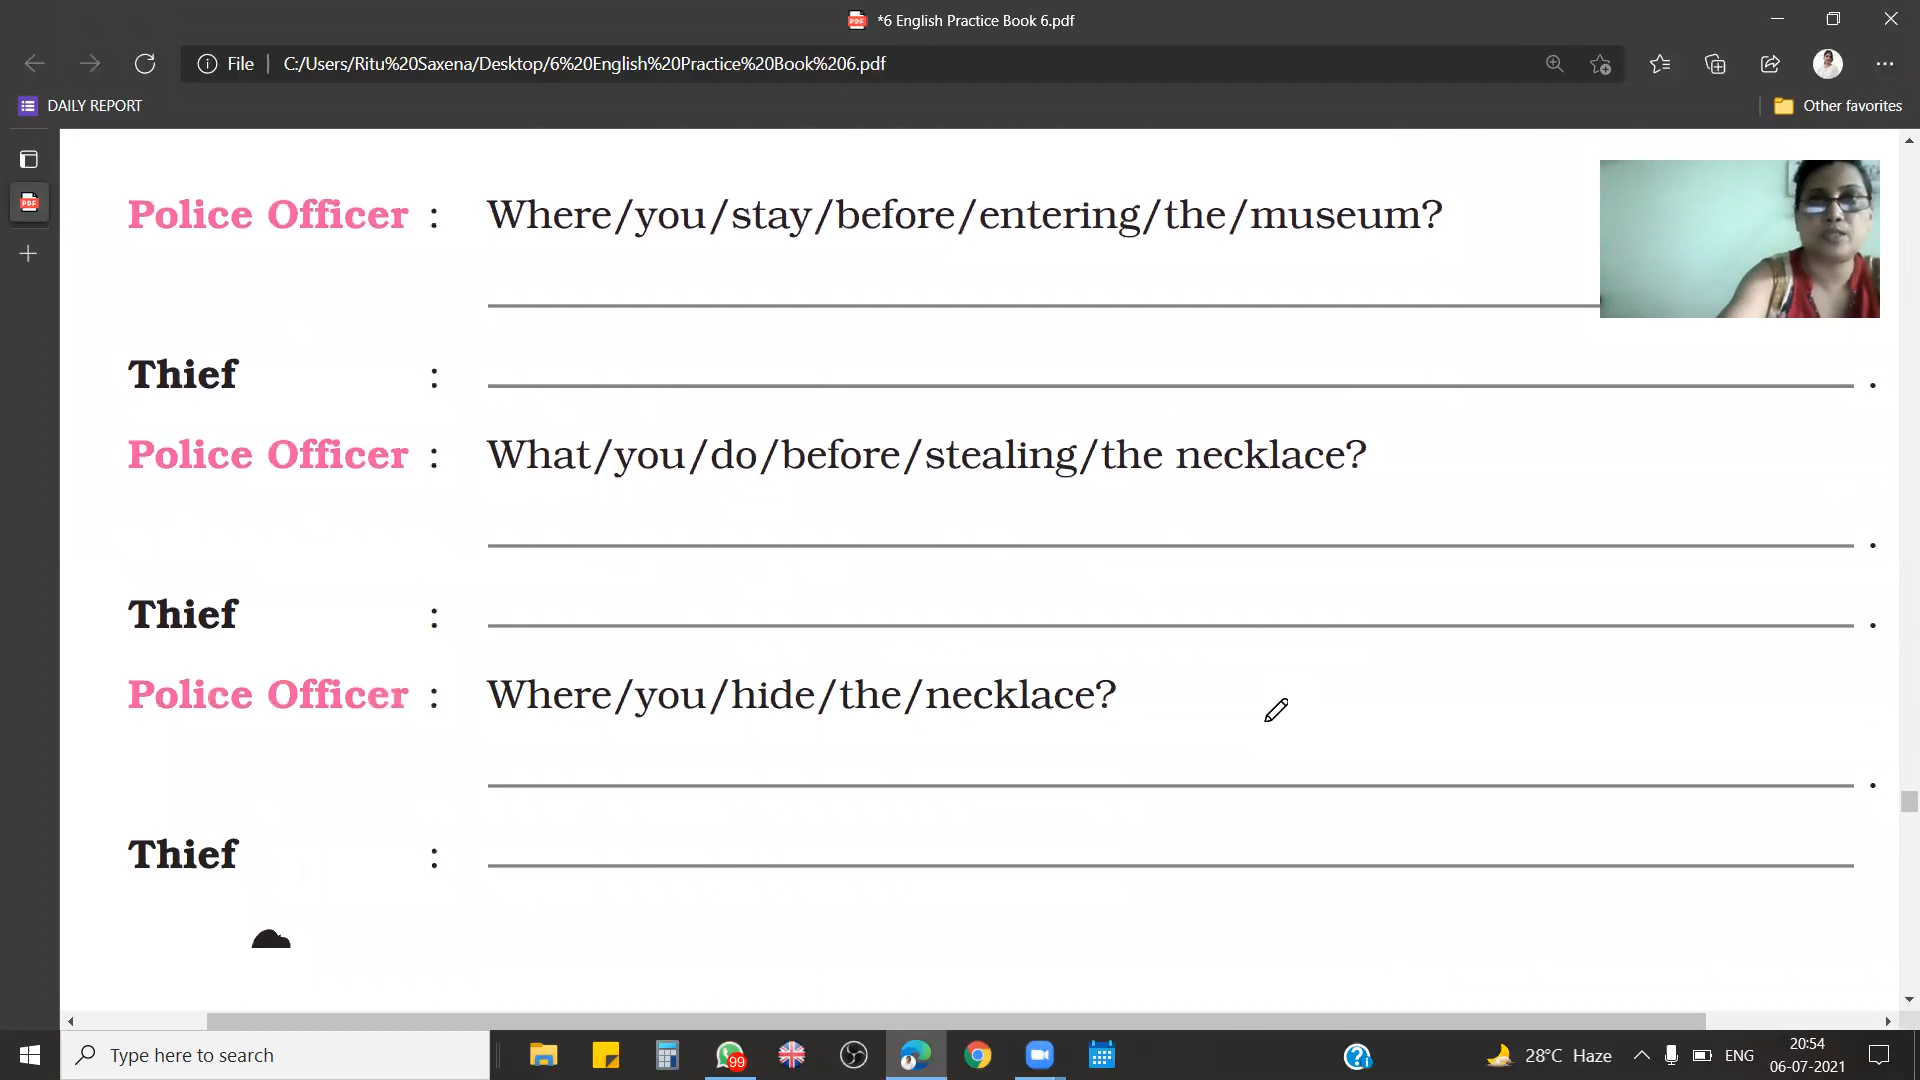 *6 English Practice Book 6.pdf
File C:/Users/Ritu%20Saxena/Desktop/6%20English%20Practice%20Book%206.pdf
DAILY REPORT Other favorites
Police Officer : Where/you/stay/before/entering/the/museum?
Thief : .
Police Officer : What/you/do/before/stealing/the necklace?
.
Thief : .
Police Officer : Where/you/hide/the/necklace?
.
Thief :
Type here to search 99 28°C Haze ENG 20:54
06-07-2021